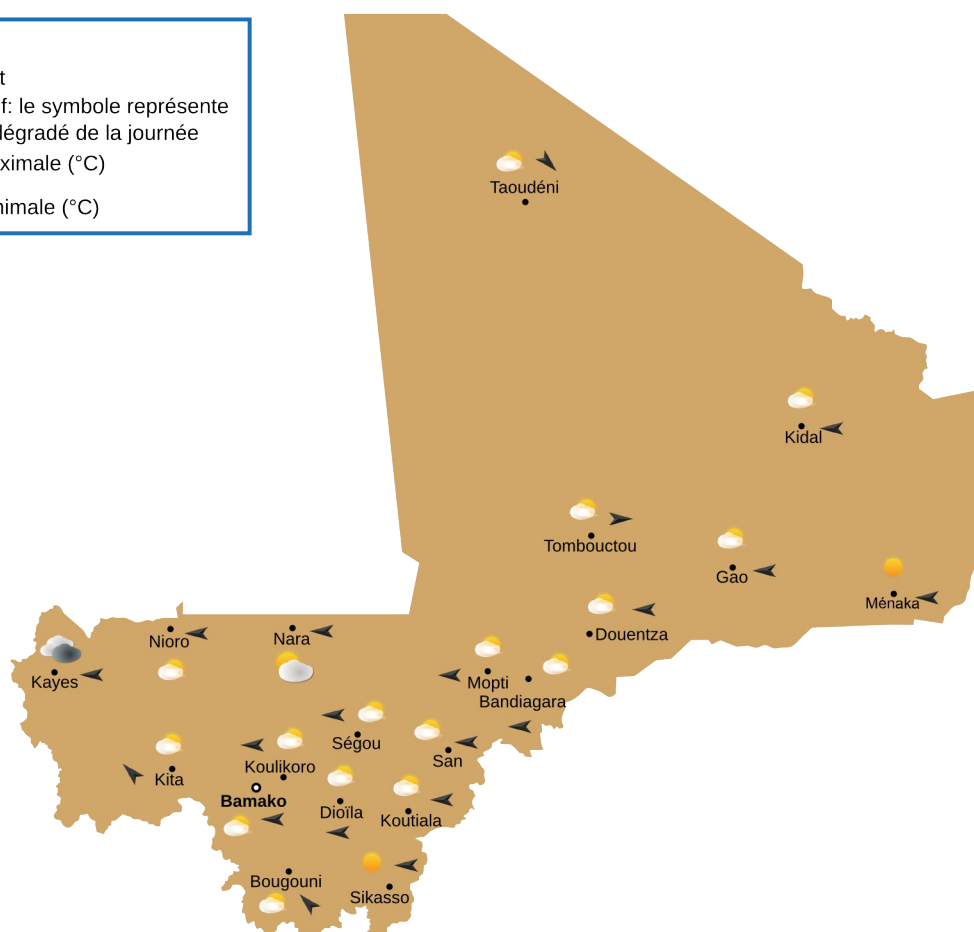 t
f: le symbole représente
dégradé de la journée
ximale (°C)
nimale (°C)
Taoudéni
Kidal
Tombouctou
Gao
Ménaka
Douentza
Nioro
Nara
Kayes
Mopti
Bandiagara
Ségou
San
Koulikoro
Kita
Bamako
Dioïla
Koutiala
Bougouni
Sikasso